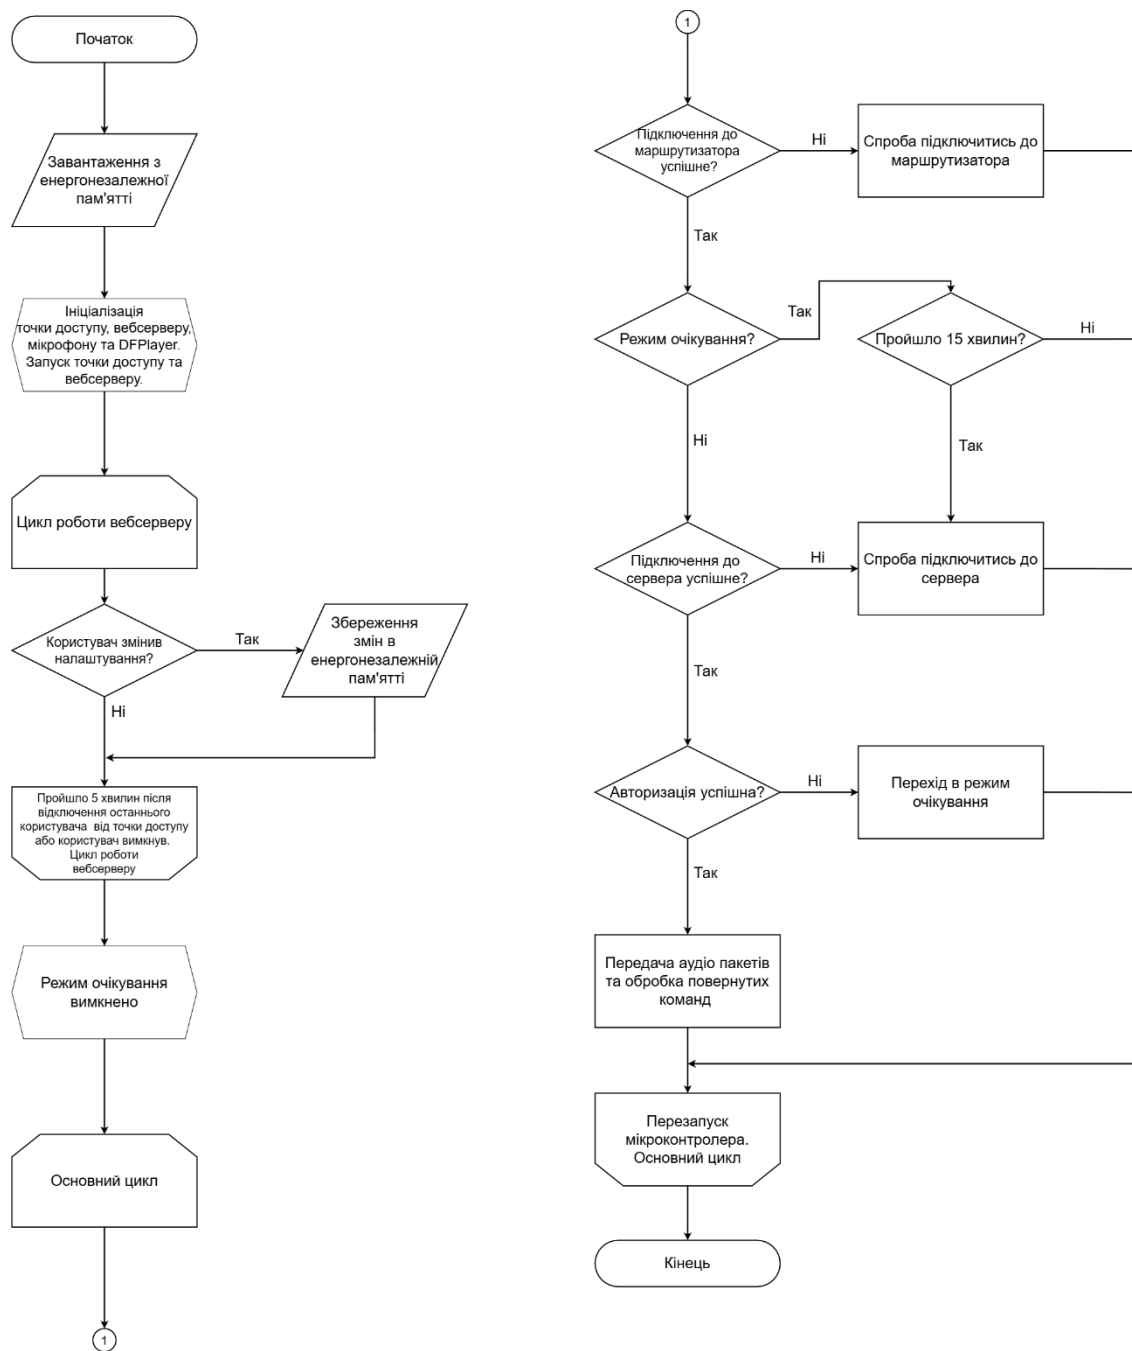 Початок
Завантаження з
енергонезалежної
пам'ятті
Ініціалізація
точки доступу, вебсерверу,
мікрофону та DFPlayer.
Запуск точки доступу та
вебсерверу.
Цикл роботи вебсерверу
Користувач змінив
налаштування?
Так
Збереження
змін в
енергонезалежній
пам'ятті
Ні
Пройшло 5 хвилин після
відключення останнього
користувача від точки доступу
або користувач вимкнув.
Цикл роботи
вебсерверу
Режим очікування
вимкнено
Основний цикл
1
1
Підключення до
маршрутизатора
успішне?
Ні
Спроба підключитись до
маршрутизатора
Так
Режим очікування?
Так
Пройшло 15 хвилин?
Ні
Ні
Так
Підключення до
сервера успішне?
Ні
Спроба підключитись до
сервера
Так
Авторизація успішна?
Ні
Перехід в режим
очікування
Так
Передача аудіо пакетів
та обробка повернутих
команд
Перезапуск
мікроконтролера.
Основний цикл
Кінець